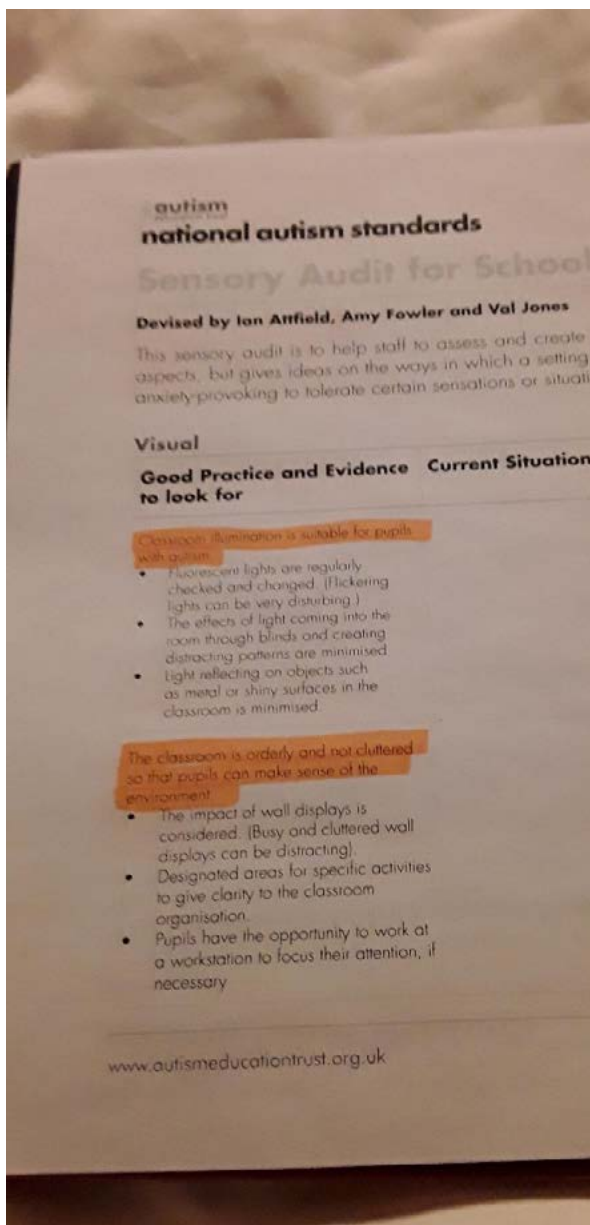 autism
national autism standards
Sensory Audit for School
Devised by Ian Attfield, Amy Fowler and Val Jones
This sensory audit is to help staff to assess and create
aspects, but gives ideas on the ways in which a setting
anxiety-provoking to tolerate certain sensations or situati
Visual
Good Practice and Evidence Current Situation
to look for
Classroom illumination is suitable for pupils
with autism
• Fluorescent lights are regularly
checked and changed. (Flickering
lights can be very disturbing.)
• The effects of light coming into the
room through blinds and creating
distracting patterns are minimised
• Light reflecting on objects such
as metal or shiny surfaces in the
classroom is minimised.
The classroom is orderly and not cluttered
so that pupils can make sense of the
environment
• The impact of wall displays is
considered. (Busy and cluttered wall
displays can be distracting).
• Designated areas for specific activities
to give clarity to the classroom
organisation.
• Pupils have the opportunity to work at
a workstation to focus their attention, if
necessary
www.autismeducationtrust.org.uk